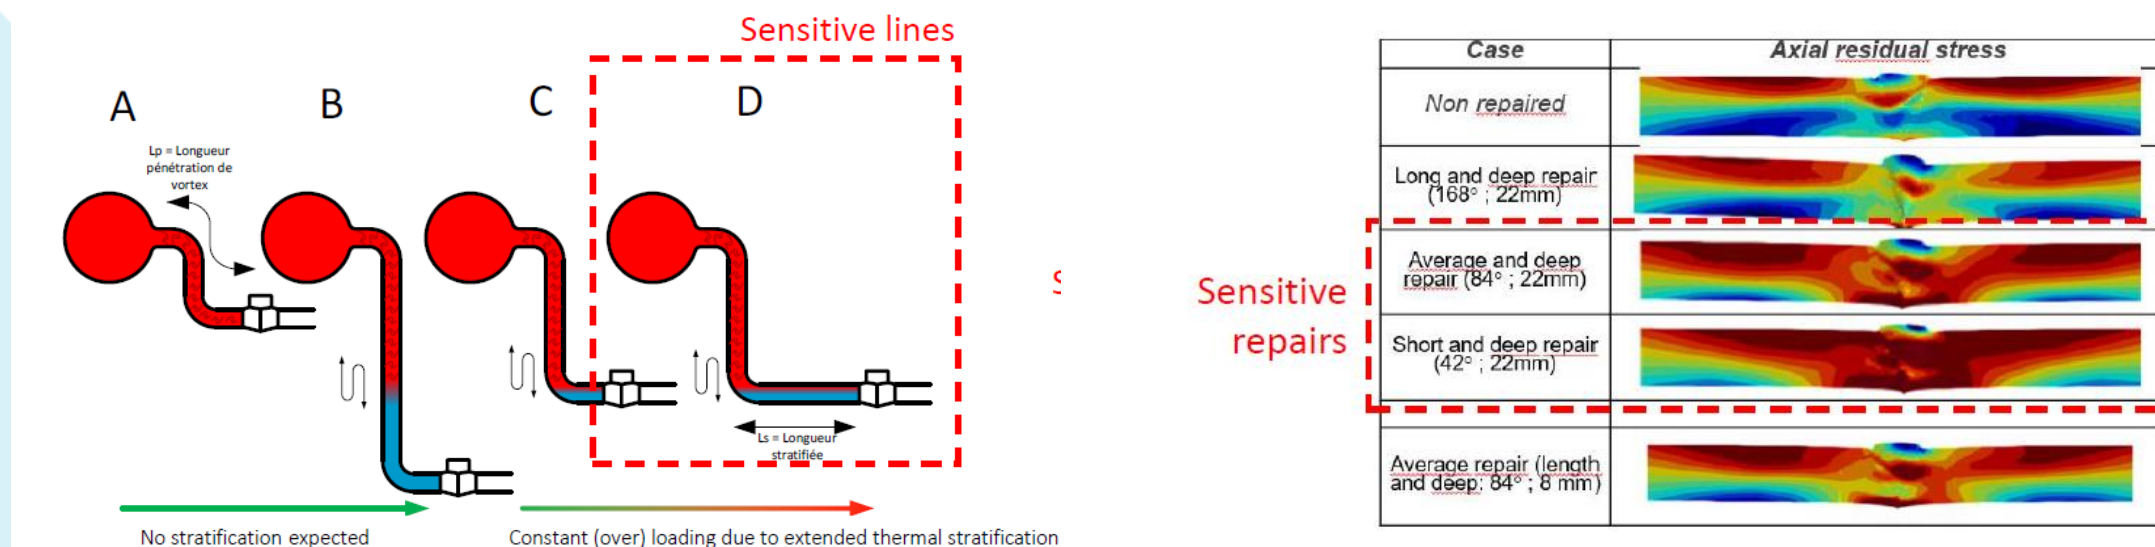 Sensitive lines
A
B
C
D
Lp = Longueur
pénétration de
vortex
Ls = Longueur
stratifiée
No stratification expected
Constant (over) loading due to extended thermal stratification
S
Sensitive
repairs
Case
Axial residual stress
Non repaired
Long and deep repair
(168° ; 22mm)
Average and deep
repair (84° ; 22mm)
Short and deep repair
(42° ; 22mm)
Average repair (length
and deep: 84° ; 8 mm)